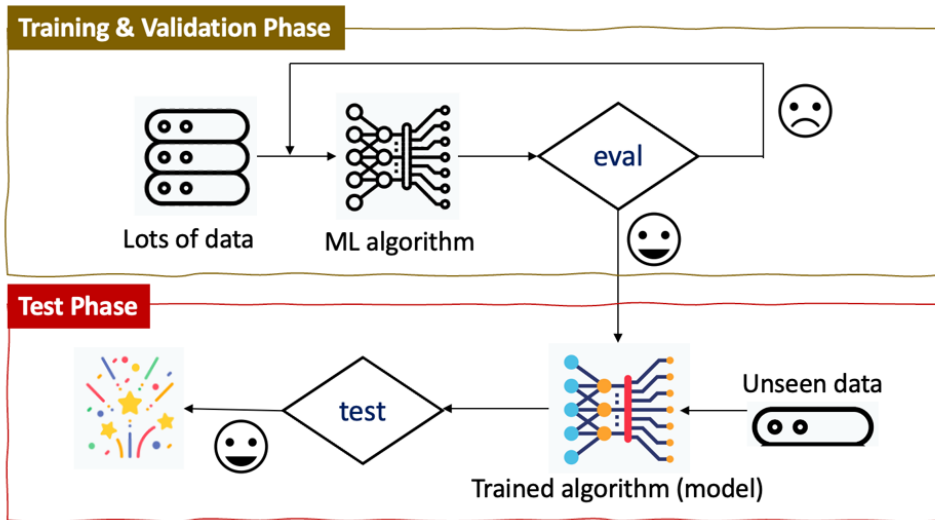 Training & Validation Phase
eval
Lots of data
ML algorithm
Test Phase
Unseen data
test
Trained algorithm (model)